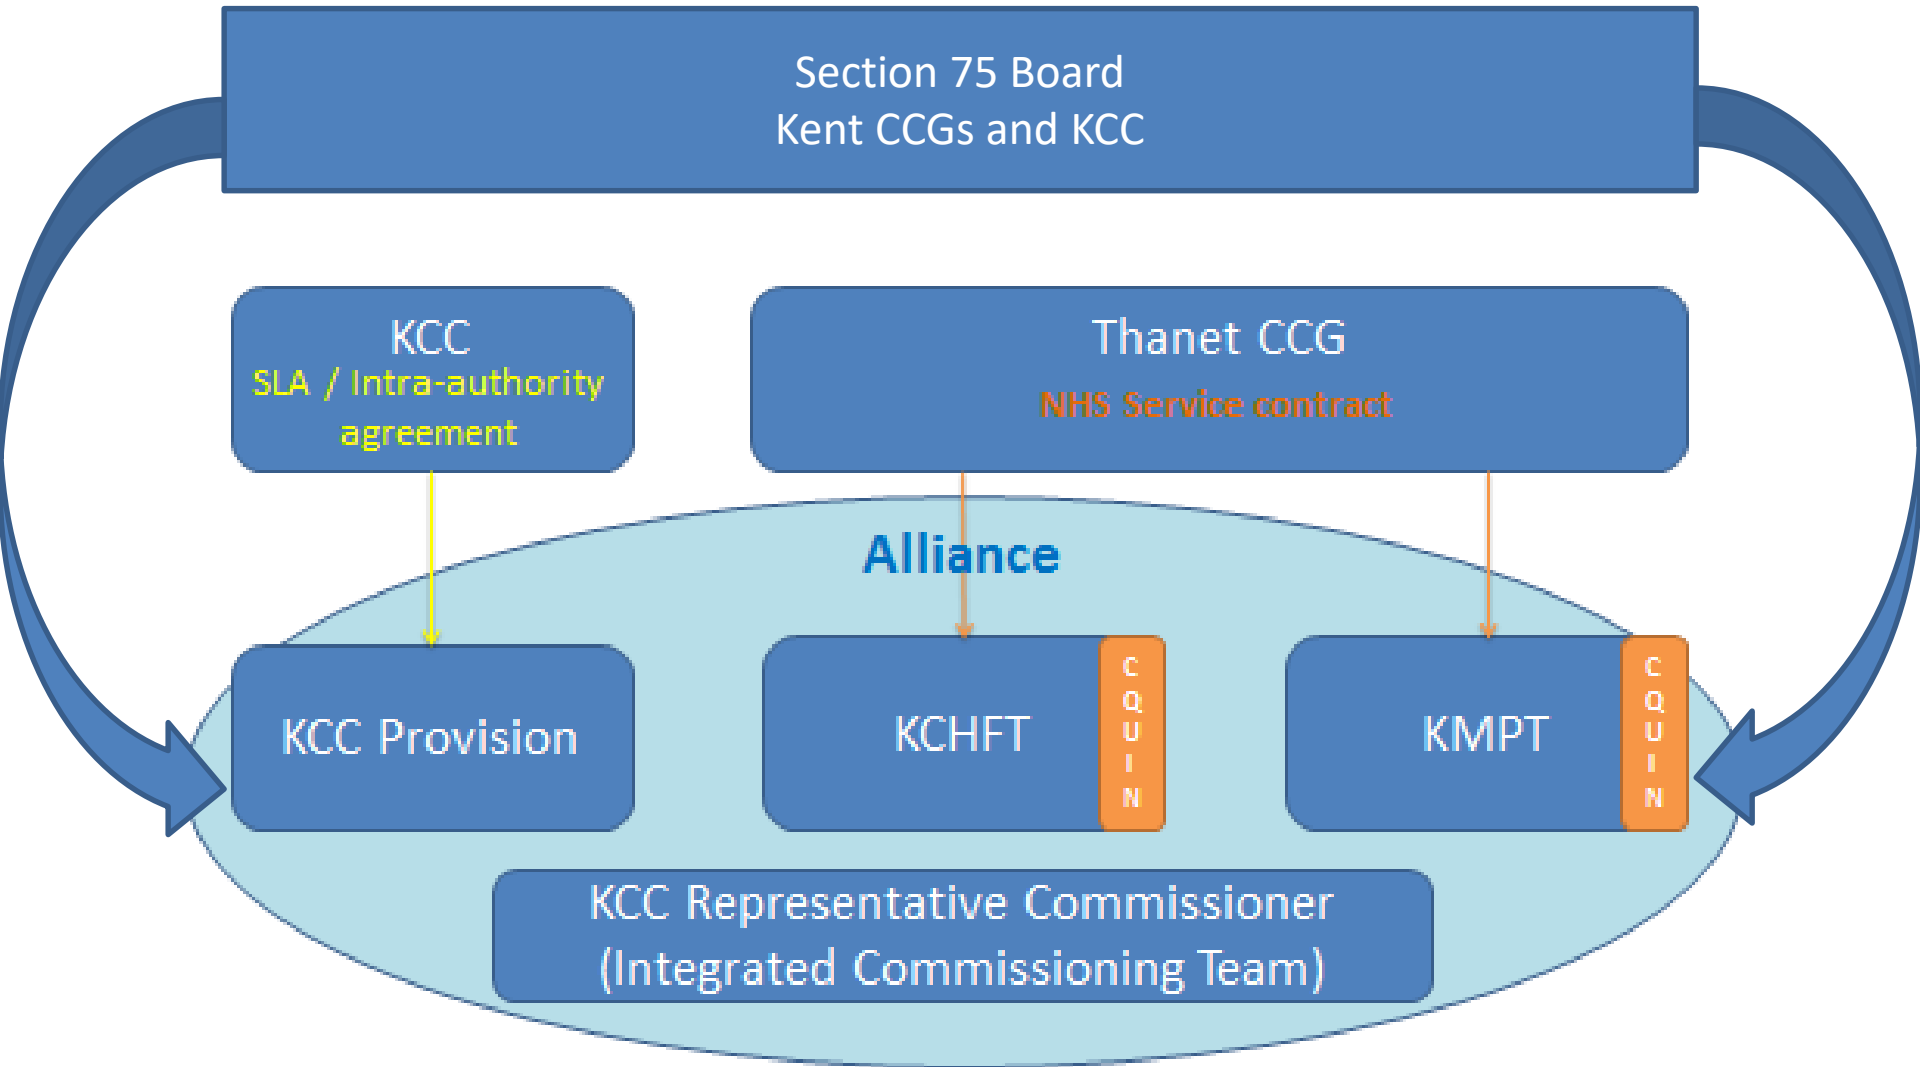 Section 75 Board
Kent CCGs and KCC
KCC
SLA / Intra-authority
agreement
Thanet CCG
NHS Service contract
Alliance
KCC Provision
KCHFT
C
Q
U
I
N
KMPT
C
Q
U
I
N
KCC Representative Commissioner
(Integrated Commissioning Team)